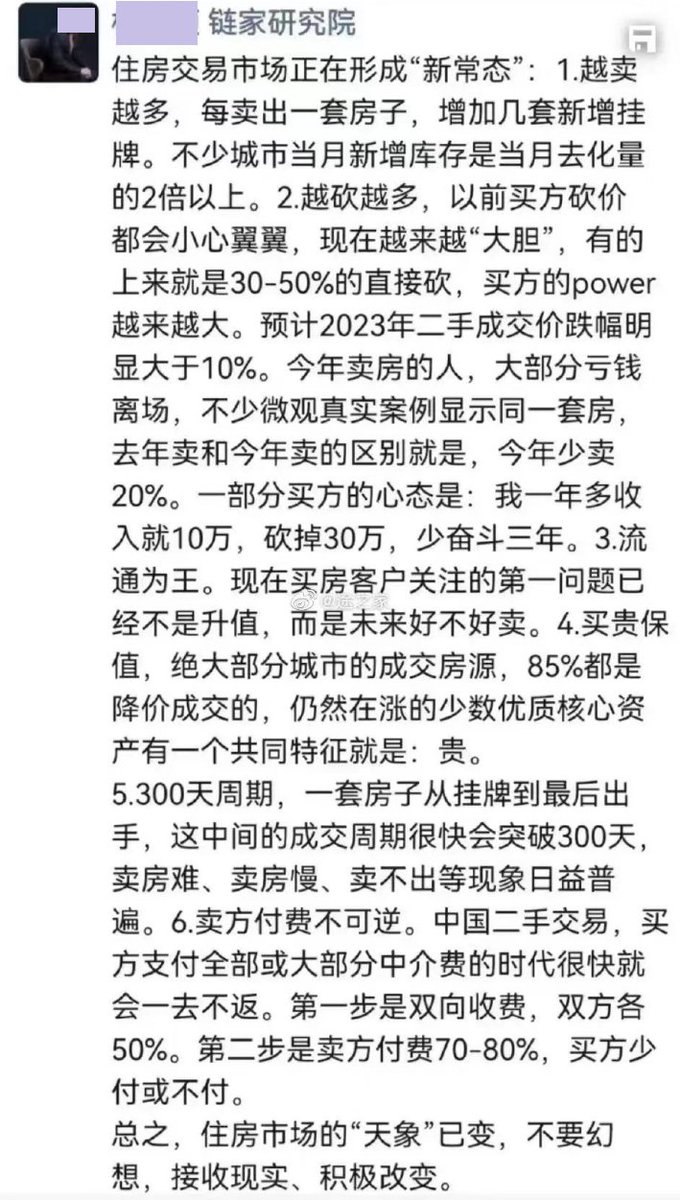 链家研究院
住房交易市场正在形成“新常态”：1.越卖
越多，每卖出一套房子，增加几套新增挂
牌。不少城市当月新增库存是当月去化量
的2倍以上。2.越砍越多，以前买方砍价
都会小心翼翼，现在越来越“大胆”，有的
上来就是30-50%的直接砍，买方的power
越来越大。预计2023年二手成交价跌幅明
显大于10%。今年卖房的人，大部分亏钱
离场，不少微观真实案例显示同一套房，
去年卖和今年卖的区别就是，今年少卖
20%。一部分买方的心态是：我一年多收
入就10万，砍掉30万，少奋斗三年。3.流
通为王。现在买房客户关注的第一问题已
经不是升值，而是未来好不好卖。4.买贵保
值，绝大部分城市的成交房源，85%都是
降价成交的，仍然在涨的少数优质核心资
产有一个共同特征就是：贵。
5.300天周期，一套房子从挂牌到最后出
手，这中间的成交周期很快会突破300天，
卖房难、卖房慢、卖不出等现象日益普
遍。6.卖方付费不可逆。中国二手交易，买
方支付全部或大部分中介费的时代很快就
会一去不返。第一步是双向收费，双方各
50%。第二步是卖方付费70-80%，买方少
付或不付。
总之，住房市场的“天象”已变，不要幻
想，接收现实、积极改变。